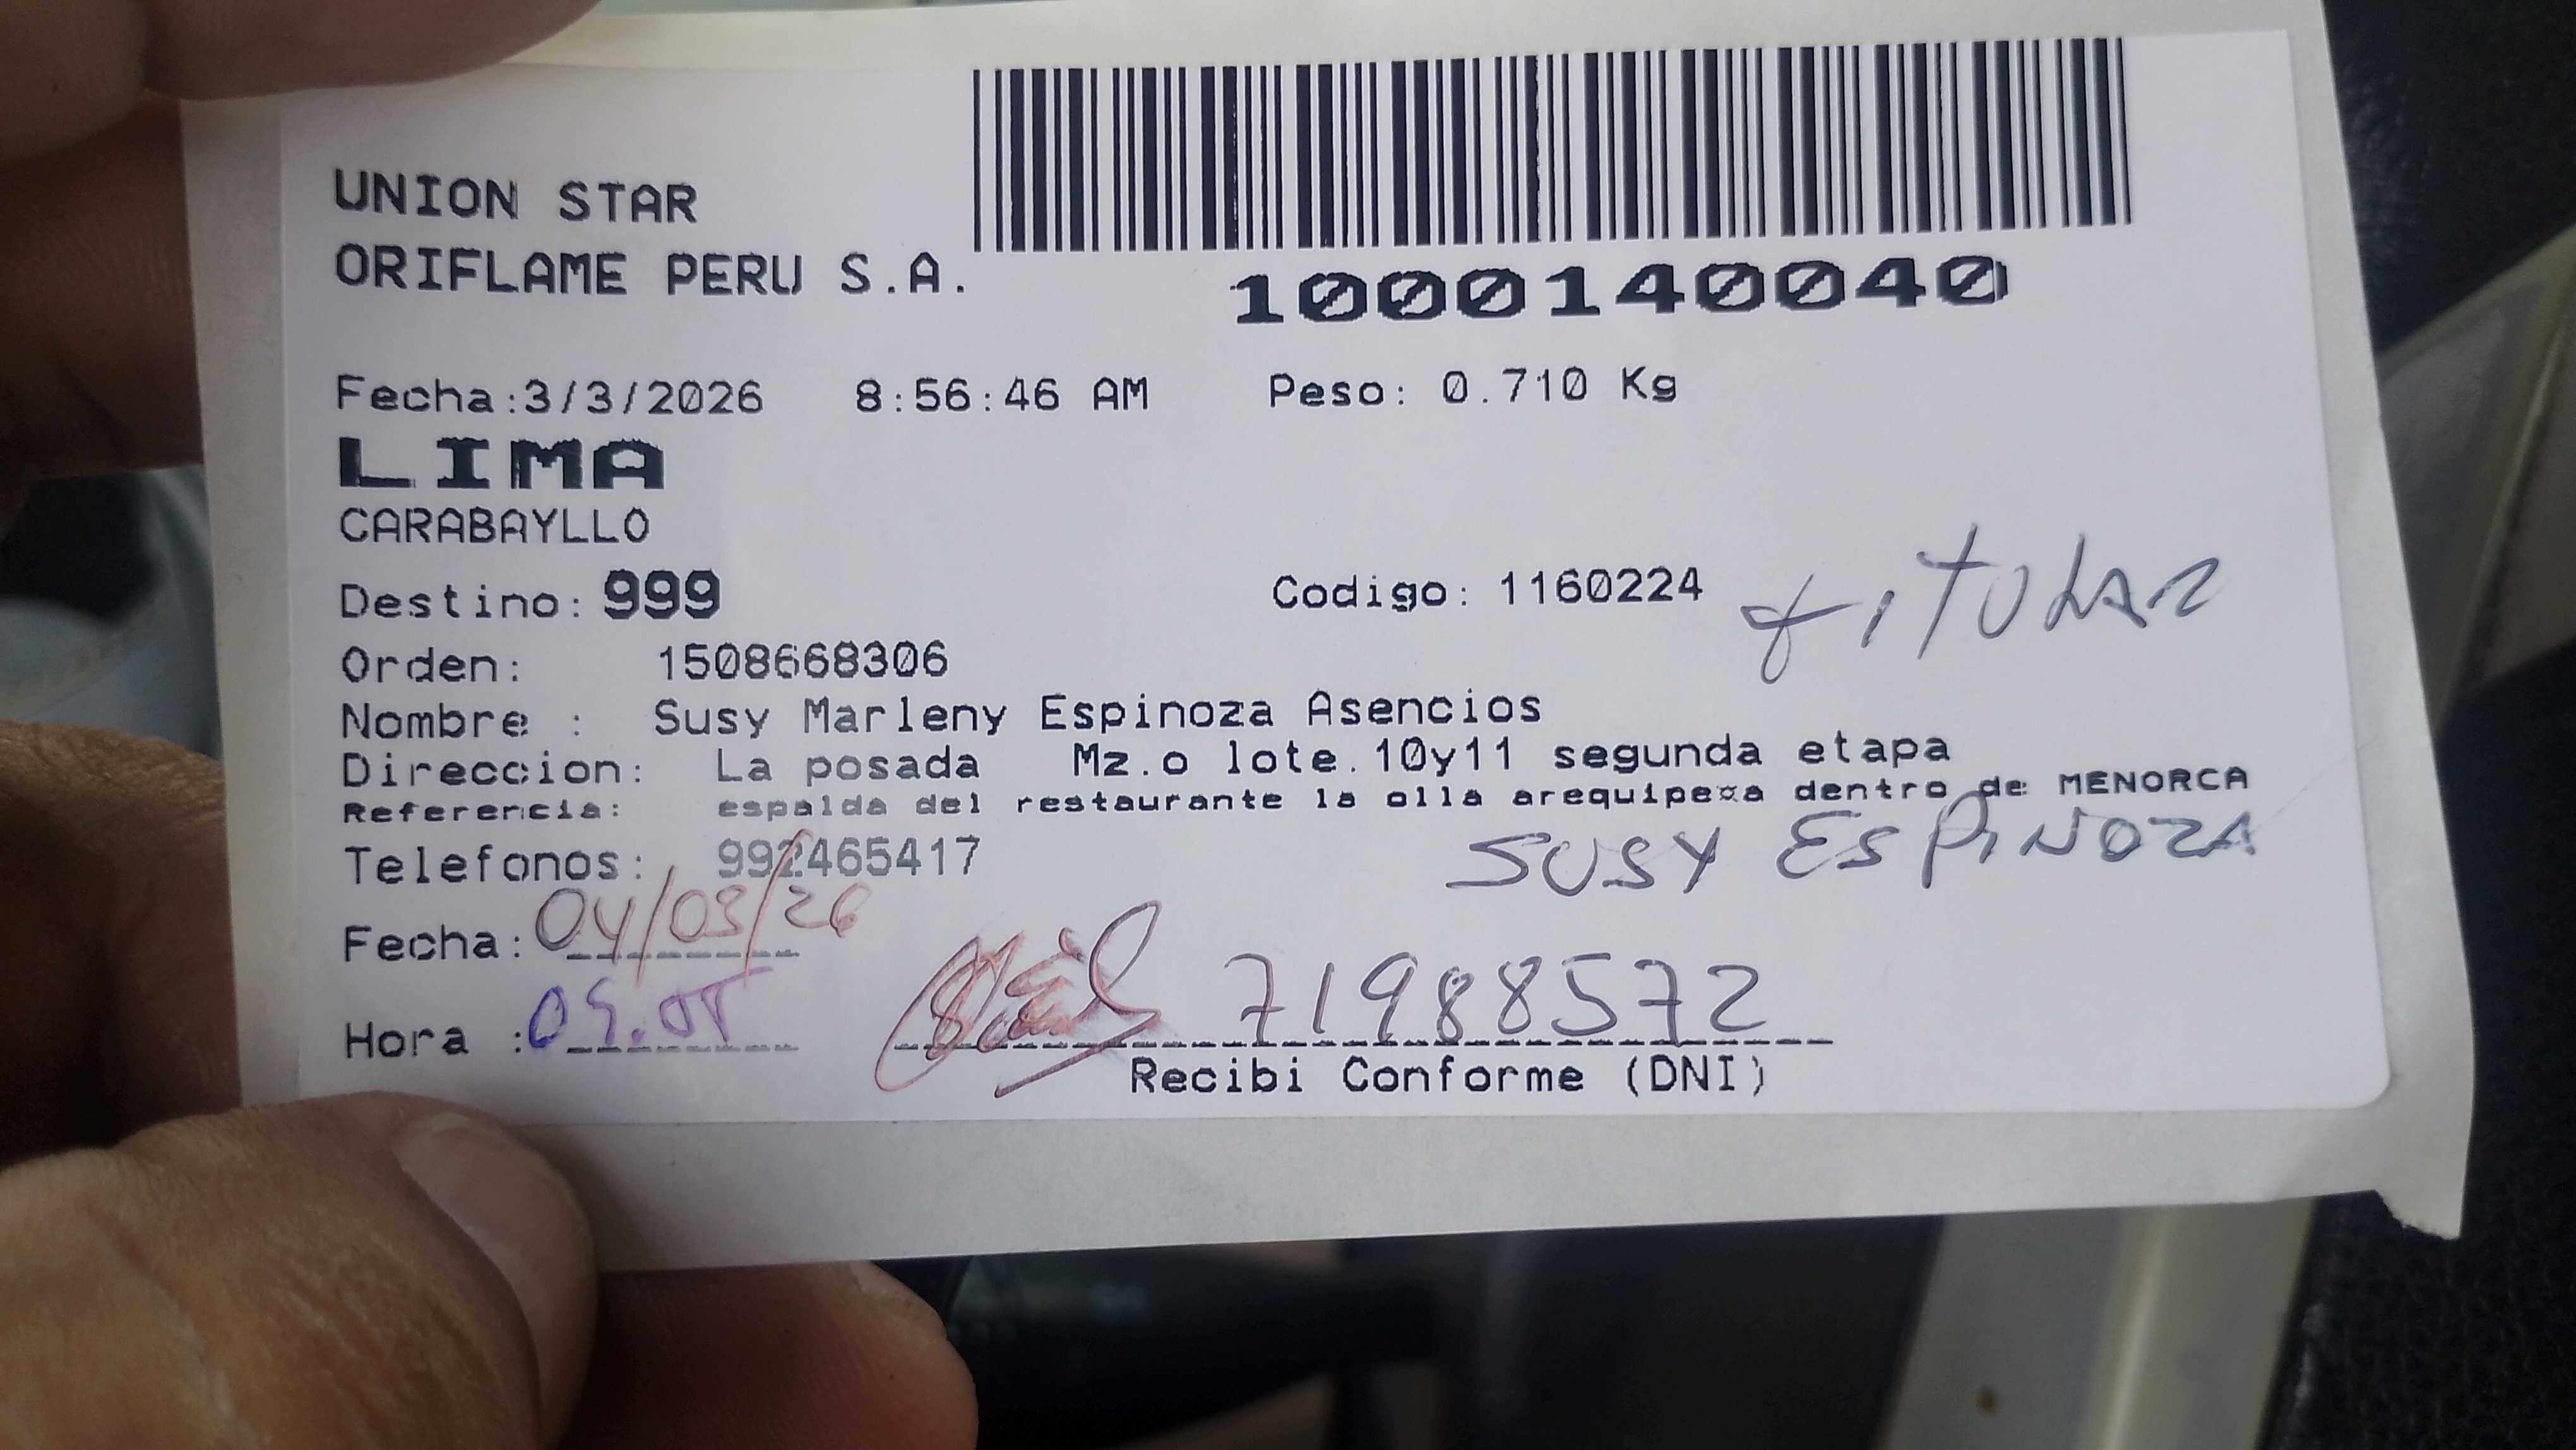 UNION STAR
ORIFLAME PERU S.A.
1000140040
Fecha:3/3/2026 8:56:46 AM Peso: 0.710 Kg
LIMA
CARABAYLLO
Destino: 999 Codigo: 1160224
TITULAR
Orden: 1508668306
Nombre : Susy Marleny Espinoza Asencios
Direccion: La posada Mz.o lote.10y11 segunda etapa
Referencia: espalda del restaurante la olla arequipexa dentro de MENORCA
Telefonos: 992465417
SUSY ESPINOZA
Fecha: 04/03/26
71988572
Hora :
Recibi Conforme (DNI)